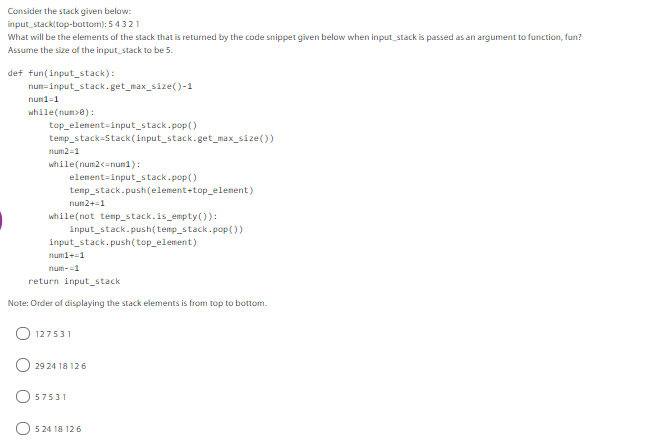 Consider the stack given below:
input_stack(top-bottom): 5 4 3 2 1
What will be the elements of the stack that is returned by the code snippet given below when input_stack is passed as an argument to function, fun?
Assume the size of the input_stack to be 5.
def fun(input_stack):
    num=input_stack.get_max_size()-1
    num1=1
    while(num>0):
        top_element=input_stack.pop()
        temp_stack=Stack(input_stack.get_max_size())
        num2=1
        while(num2<=num1):
            element=input_stack.pop()
            temp_stack.push(element+top_element)
            num2+=1
        while(not temp_stack.is_empty()):
            input_stack.push(temp_stack.pop())
        input_stack.push(top_element)
        num1+=1
        num-=1
    return input_stack
Note: Order of displaying the stack elements is from top to bottom.
12 7 5 3 1
29 24 18 12 6
5 7 5 3 1
5 24 18 12 6